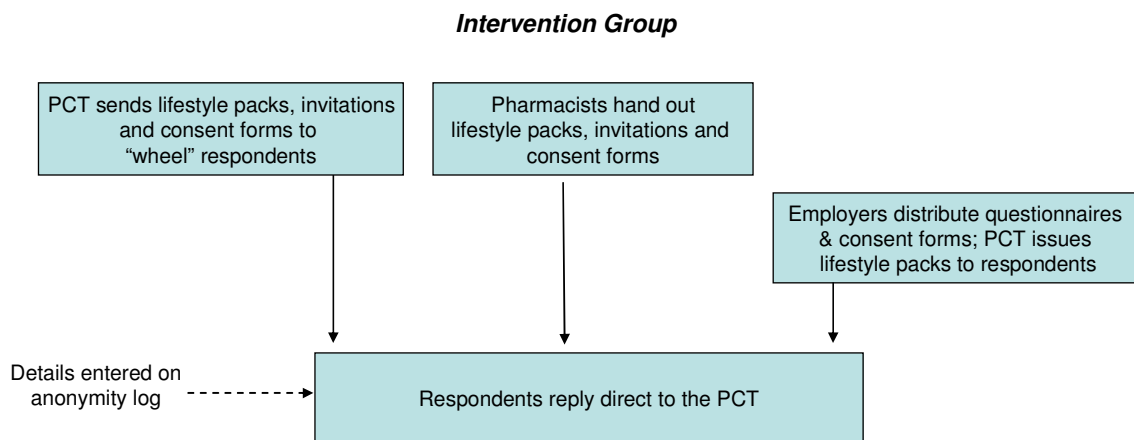 Intervention Group
PCT sends lifestyle packs, invitations
and consent forms to
“wheel” respondents
Pharmacists hand out
lifestyle packs, invitations and
consent forms
Employers distribute questionnaires
& consent forms; PCT issues
lifestyle packs to respondents
Details entered on
anonymity log
Respondents reply direct to the PCT